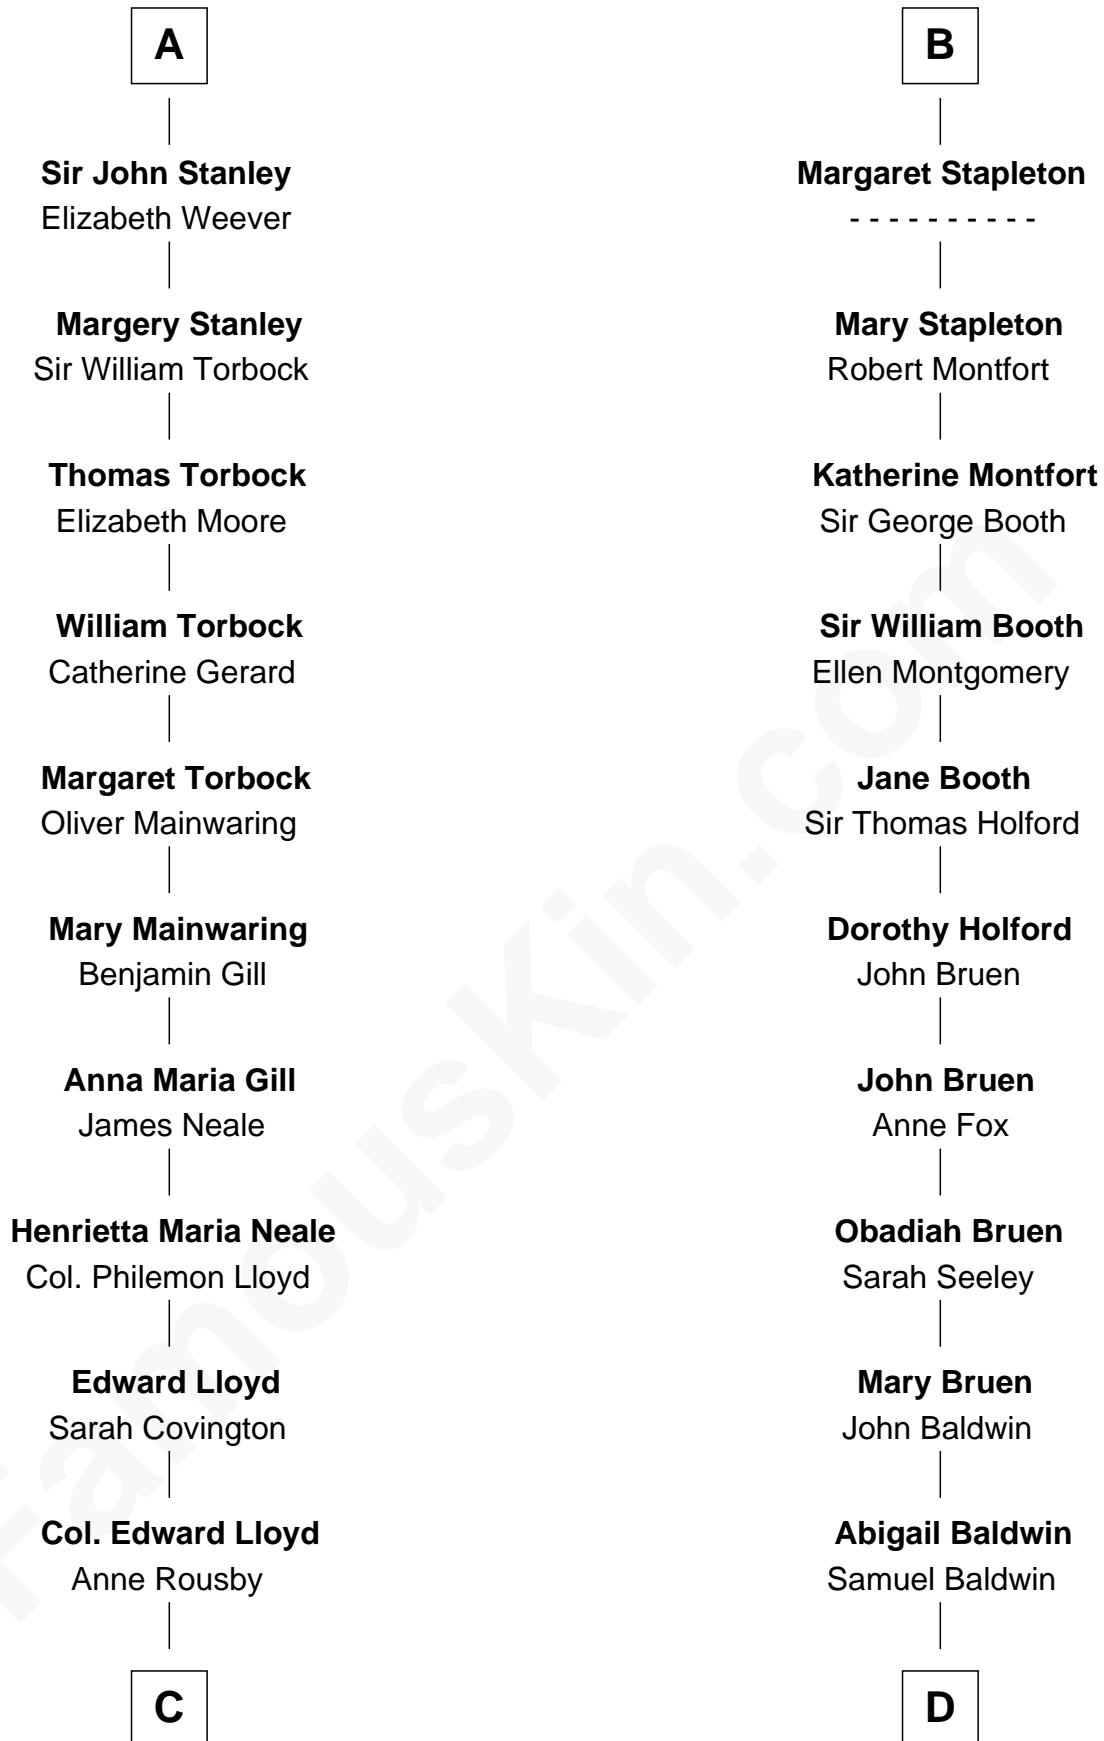 A
Sir John Stanley
Elizabeth Weever
Margery Stanley
Sir William Torbock
Thomas Torbock
Elizabeth Moore
William Torbock
Catherine Gerard
Margaret Torbock
Oliver Mainwaring
Mary Mainwaring
Benjamin Gill
Anna Maria Gill
James Neale
Henrietta Maria Neale
Col. Philemon Lloyd
Edward Lloyd
Sarah Covington
Col. Edward Lloyd
Anne Rousby
C
B
Margaret Stapleton
- - - - - - - - - -
Mary Stapleton
Robert Montfort
Katherine Montfort
Sir George Booth
Sir William Booth
Ellen Montgomery
Jane Booth
Sir Thomas Holford
Dorothy Holford
John Bruen
John Bruen
Anne Fox
Obadiah Bruen
Sarah Seeley
Mary Bruen
John Baldwin
Abigail Baldwin
Samuel Baldwin
D
FamousKin.com